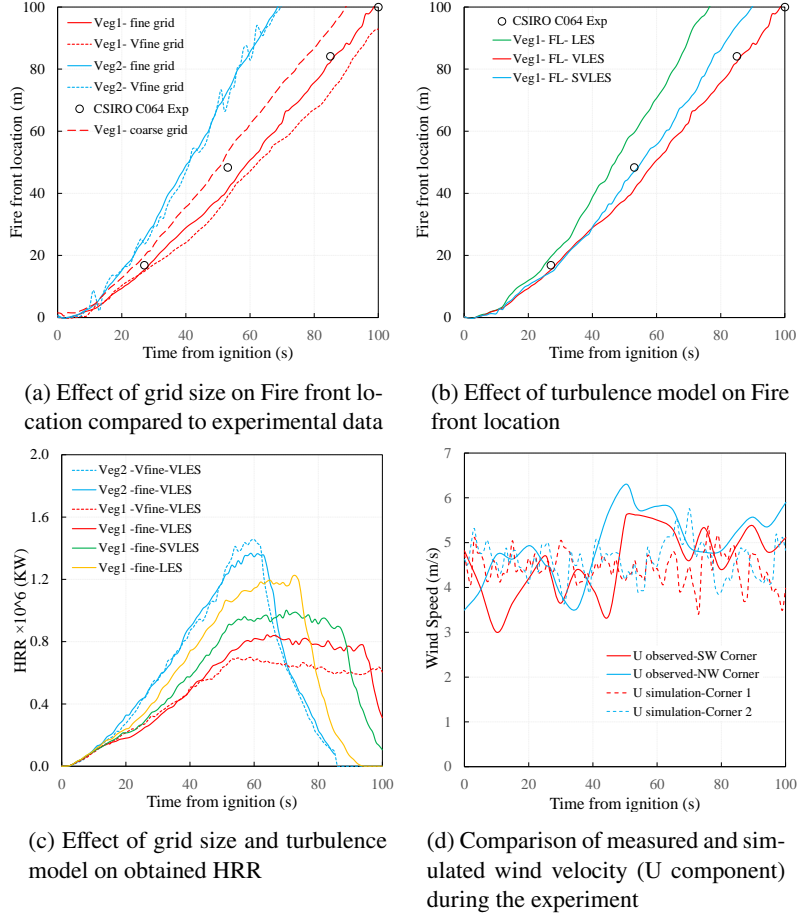 100
80
60
40
20
0
0
20
40
60
80
100
Fire front location (m)
Time from ignition (s)
Veg1- fine grid
Veg1- Vfine grid
Veg2- fine grid
Veg2- Vfine grid
CSIRO C064 Exp
Veg1- coarse grid
(a) Effect of grid size on Fire front lo-
cation compared to experimental data
100
80
60
40
20
0
0
20
40
60
80
100
Fire front location (m)
Time from ignition (s)
CSIRO C064 Exp
Veg1- FL- LES
Veg1- FL- VLES
Veg1- FL- SVLES
(b) Effect of turbulence model on Fire
front location
2.0
1.6
1.2
0.8
0.4
0.0
0
20
40
60
80
100
HRR ×10^6 (KW)
Time from ignition (s)
Veg2 -Vfine-VLES
Veg2 -fine-VLES
Veg1 -Vfine-VLES
Veg1 -fine-VLES
Veg1 -fine-SVLES
Veg1 -fine-LES
(c) Effect of grid size and turbulence
model on obtained HRR
7
6
5
4
3
2
1
0
0
20
40
60
80
100
Wind Speed (m/s)
Time from ignition (s)
U observed-SW Corner
U observed-NW Corner
U simulation-Corner 1
U simulation-Corner 2
(d) Comparison of measured and sim-
ulated wind velocity (U component)
during the experiment